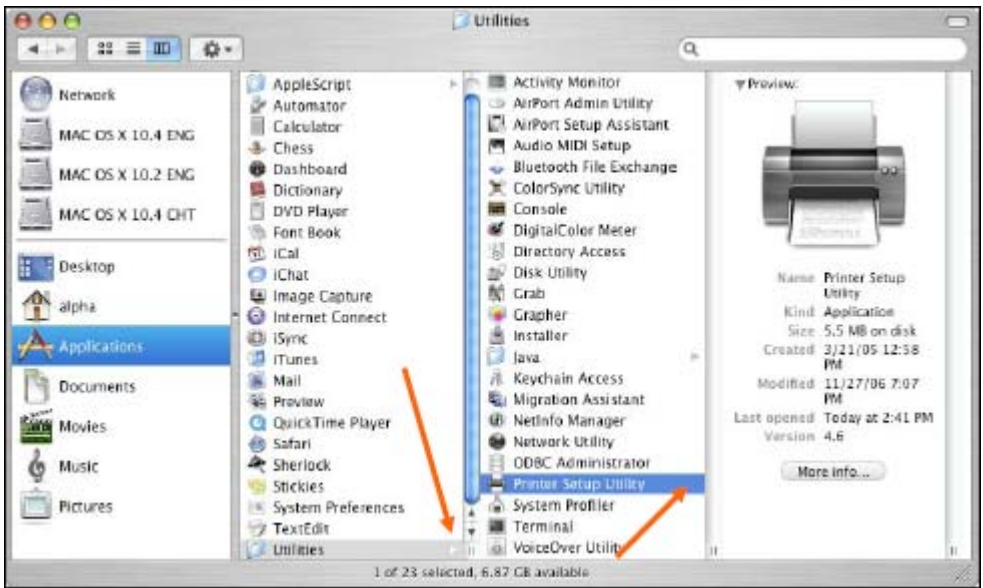 Utilities
Network
MAC OS X 10.4 ENG
MAC OS X 10.2 ENG
MAC OS X 10.4 CHT
Desktop
alpha
Applications
Documents
Movies
Music
Pictures
AppleScript
Automator
Calculator
Chess
Dashboard
Dictionary
DVD Player
Font Book
iCal
iChat
Image Capture
Internet Connect
iSync
iTunes
Mail
Preview
QuickTime Player
Safari
Sherlock
Stickies
System Preferences
TextEdit
Utilities
Activity Monitor
AirPort Admin Utility
AirPort Setup Assistant
Audio MIDI Setup
Bluetooth File Exchange
ColorSync Utility
Console
DigitalColor Meter
Directory Access
Disk Utility
Grab
Grapher
Installer
Java
Keychain Access
Migration Assistant
NetInfo Manager
Network Utility
ODBC Administrator
Printer Setup Utility
System Profiler
Terminal
VoiceOver Utility
Preview:
Name Printer Setup
Utility
Kind Application
Size 5.5 MB on disk
Created 3/21/05 12:58
PM
Modified 11/27/06 7:07
PM
Last opened Today at 2:41 PM
Version 4.6
More info...
1 of 23 selected, 6.87 GB available